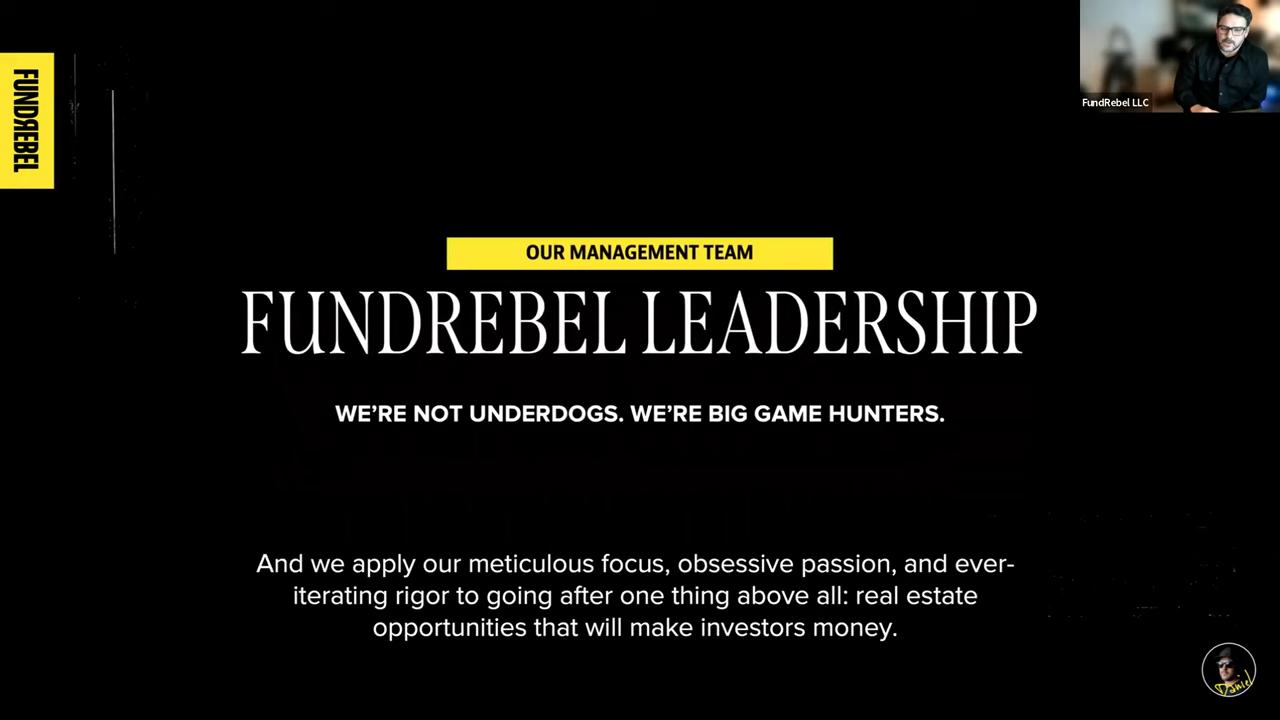 FUNDREBEL
FundRebel LLC
OUR MANAGEMENT TEAM
FUNDREBEL LEADERSHIP
WE’RE NOT UNDERDOGS. WE’RE BIG GAME HUNTERS.
And we apply our meticulous focus, obsessive passion, and ever-
iterating rigor to going after one thing above all: real estate
opportunities that will make investors money.
Daniel